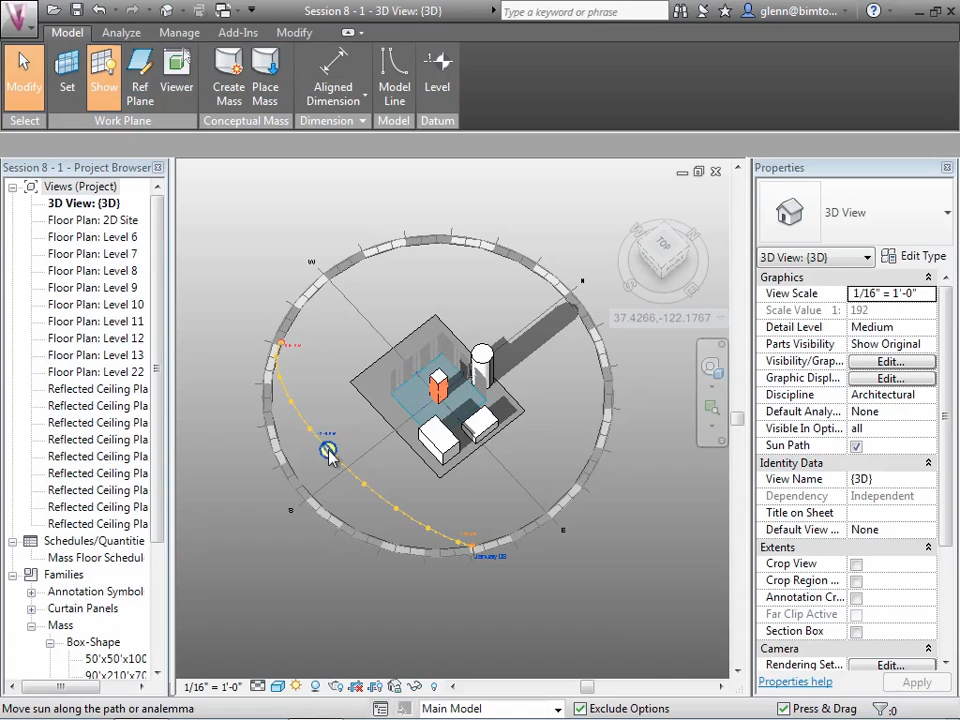 Session 8 - 1 - 3D View: {3D}
Type a keyword or phrase
glenn@bimto...
Model Analyze Manage Add-Ins Modify
Modify
Set
Show
Ref Plane
Viewer
Create Mass
Place Mass
Aligned Dimension
Model Line
Level
Select
Work Plane
Conceptual Mass
Dimension
Model
Datum
Session 8 - 1 - Project Browser
Views (Project)
3D View: {3D}
Floor Plan: 2D Site
Floor Plan: Level 6
Floor Plan: Level 7
Floor Plan: Level 8
Floor Plan: Level 9
Floor Plan: Level 10
Floor Plan: Level 11
Floor Plan: Level 12
Floor Plan: Level 13
Floor Plan: Level 22
Reflected Ceiling Pla
Reflected Ceiling Pla
Reflected Ceiling Pla
Reflected Ceiling Pla
Reflected Ceiling Pla
Reflected Ceiling Pla
Reflected Ceiling Pla
Reflected Ceiling Pla
Reflected Ceiling Pla
Schedules/Quantitie
Mass Floor Schedul
Families
Annotation Symbol
Curtain Panels
Mass
Box-Shape
50'x50'x100
90'x210'x70
W
N
S
E
TOP
W
N
S
37.4266,-122.1767
Properties
3D View
3D View: {3D}
Edit Type
Graphics
View Scale 1/16" = 1'-0"
Scale Value 1: 192
Detail Level Medium
Parts Visibility Show Original
Visibility/Grap... Edit...
Graphic Displ... Edit...
Discipline Architectural
Default Analy... None
Visible In Opti... all
Sun Path
Identity Data
View Name {3D}
Dependency Independent
Title on Sheet
Default View ... None
Extents
Crop View
Crop Region ...
Annotation Cr...
Far Clip Active
Section Box
Camera
Rendering Set... Edit...
Properties help
Apply
1/16" = 1'-0"
Move sun along the path or analemma
Main Model
Exclude Options
Press & Drag
:0